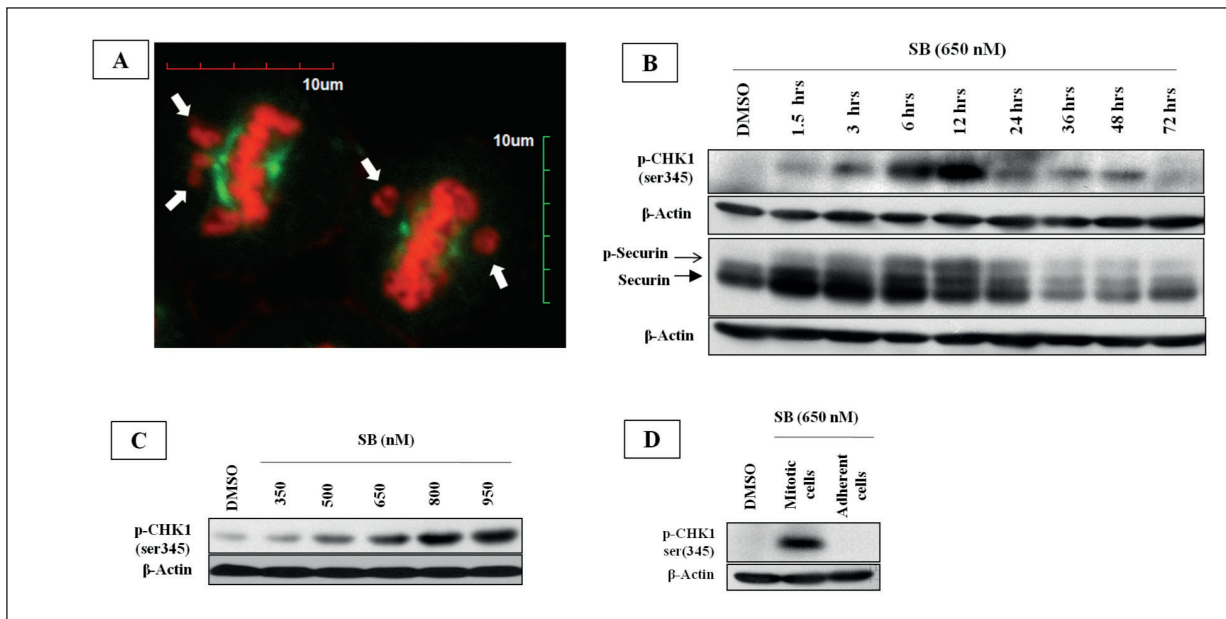 A
10um
10um
B
SB (650 nM)
DMSO
1.5 hrs
3 hrs
6 hrs
12 hrs
24 hrs
36 hrs
48 hrs
72 hrs
p-CHK1
(ser345)
β-Actin
p-Securin
Securin
β-Actin
C
SB (nM)
DMSO
350
500
650
800
950
p-CHK1
(ser345)
β-Actin
D
SB (650 nM)
DMSO
Mitotic
cells
Adherent
cells
p-CHK1
ser(345)
β-Actin